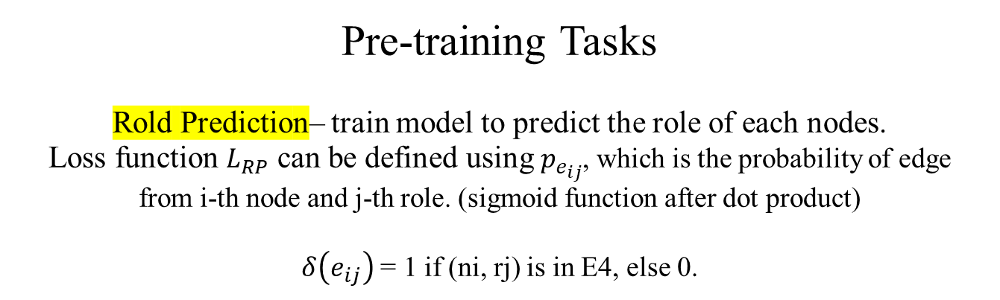 Pre-training Tasks
Rold Prediction– train model to predict the role of each nodes.
Loss function L_{RP} can be defined using p_{e_{ij}}, which is the probability of edge
from i-th node and j-th role. (sigmoid function after dot product)
δ(e_{ij}) = 1 if (ni, rj) is in E4, else 0.